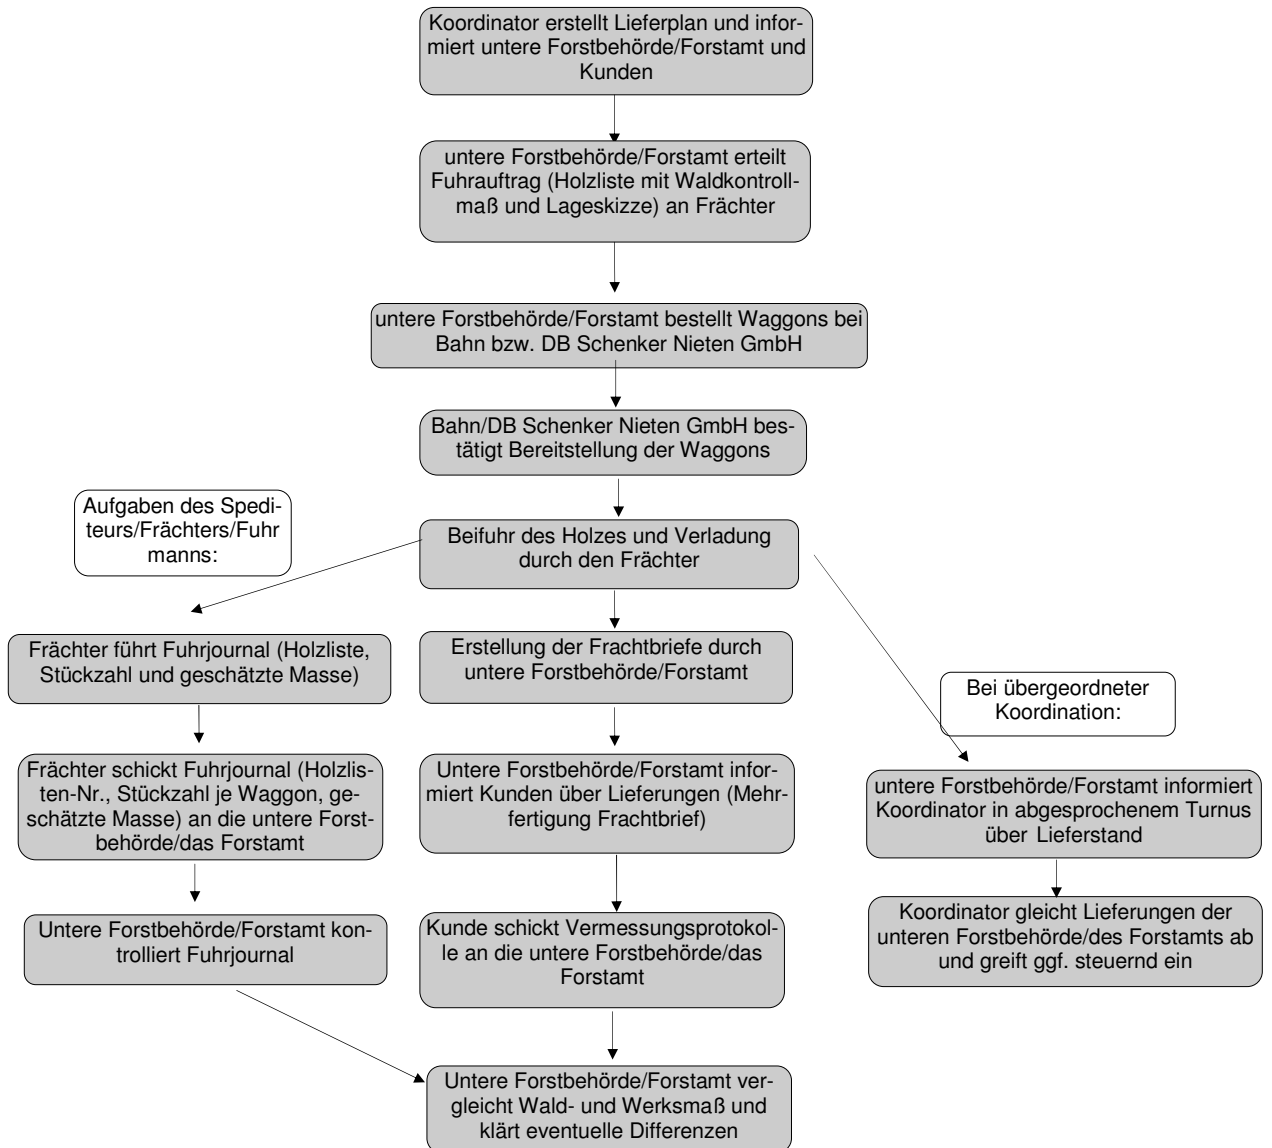 Koordinator erstellt Lieferplan und infor-
miert untere Forstbehörde/Forstamt und
Kunden
untere Forstbehörde/Forstamt erteilt
Fuhrauftrag (Holzliste mit Waldkontroll-
maß und Lageskizze) an Frächter
untere Forstbehörde/Forstamt bestellt Waggons bei
Bahn bzw. DB Schenker Nieten GmbH
Bahn/DB Schenker Nieten GmbH bes-
tätigt Bereitstellung der Waggons
Aufgaben des Spedi-
teurs/Frächters/Fuhr
manns:
Beifuhr des Holzes und Verladung
durch den Frächter
Frächter führt Fuhrjournal (Holzliste,
Stückzahl und geschätzte Masse)
Frächter schickt Fuhrjournal (Holzlis-
ten-Nr., Stückzahl je Waggon, ge-
schätzte Masse) an die untere Forst-
behörde/das Forstamt
Untere Forstbehörde/Forstamt kon-
trolliert Fuhrjournal
Erstellung der Frachtbriefe durch
untere Forstbehörde/Forstamt
Untere Forstbehörde/Forstamt infor-
miert Kunden über Lieferungen (Mehr-
fertigung Frachtbrief)
Kunde schickt Vermessungsprotokol-
le an die untere Forstbehörde/das
Forstamt
Untere Forstbehörde/Forstamt ver-
gleicht Wald- und Werksmaß und
klärt eventuelle Differenzen
Bei übergeordneter
Koordination:
untere Forstbehörde/Forstamt informiert
Koordinator in abgesprochenem Turnus
über Lieferstand
Koordinator gleicht Lieferungen der
unteren Forstbehörde/des Forstamts ab
und greift ggf. steuernd ein